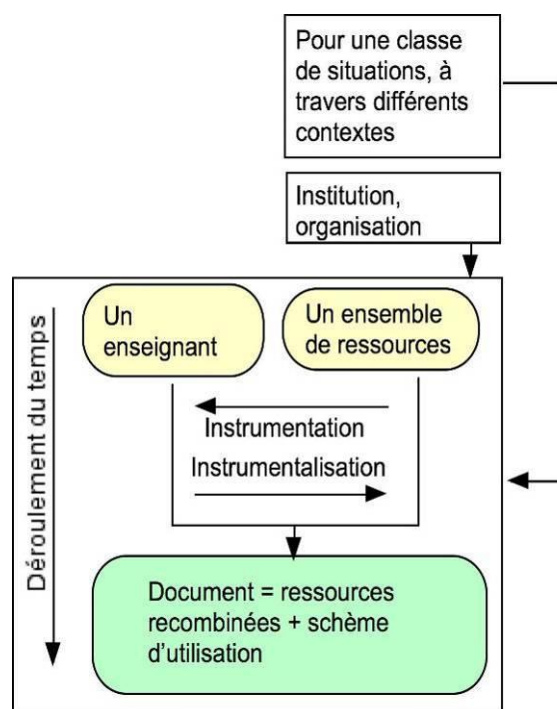 Pour une classe
de situations, à
travers différents
contextes
Institution,
organisation
Déroulement du temps
Un
enseignant
Un ensemble
de ressources
Instrumentation
Instrumentalisation
Document = ressources
recombinées + schème
d'utilisation